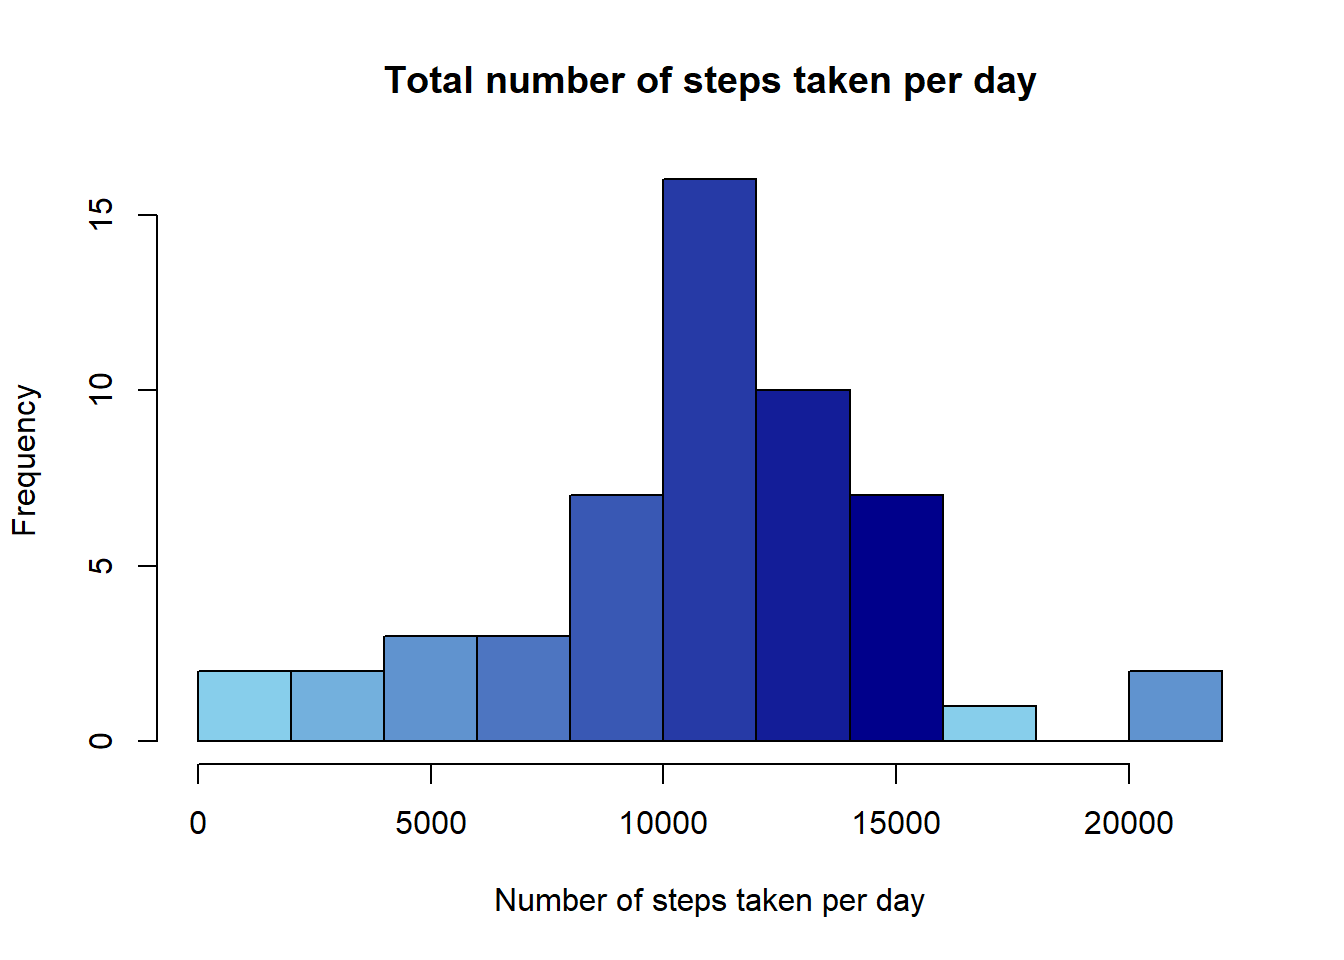 Total number of steps taken per day
15
10
5
0
Frequency
0 5000 10000 15000 20000
Number of steps taken per day